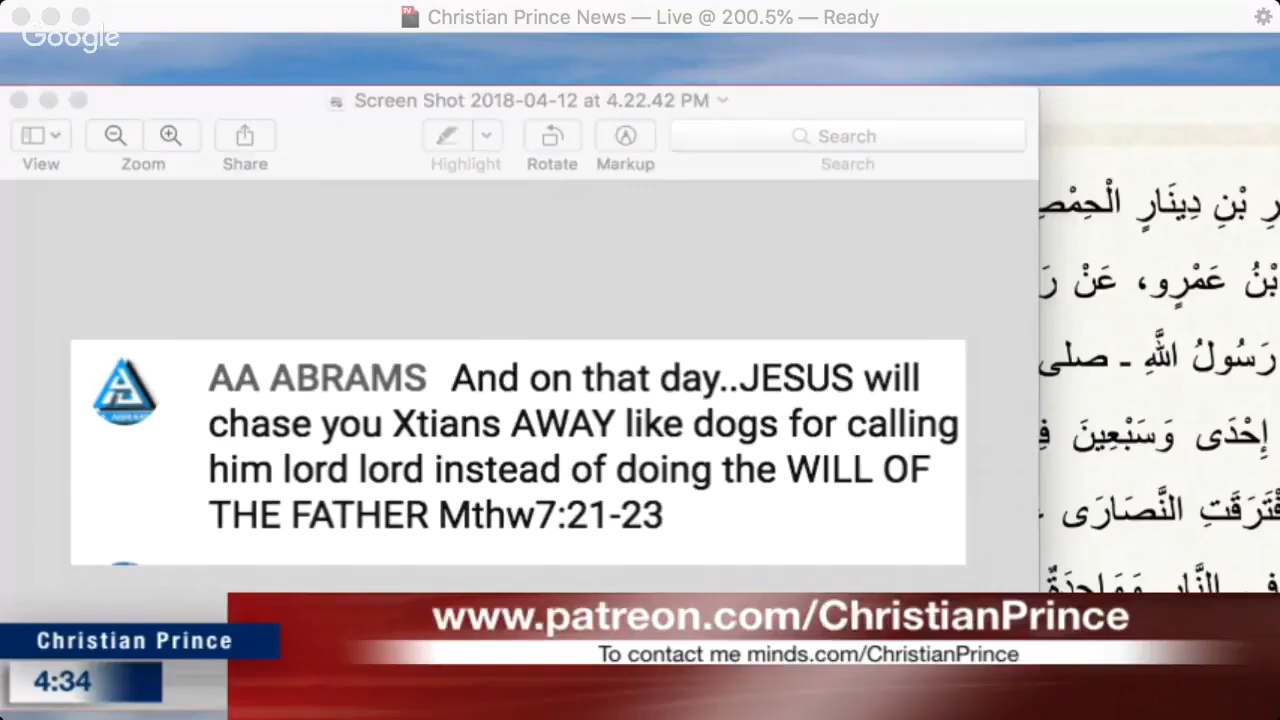 Christian Prince News — Live @ 200.5% — Ready
Google
Screen Shot 2018-04-12 at 4.22.42 PM
Search
View
Zoom
Share
Highlight
Rotate
Markup
Search
AA ABRAMS And on that day..JESUS will
chase you Xtians AWAY like dogs for calling
him lord lord instead of doing the WILL OF
THE FATHER Mthw7:21-23
بْنِ دِينَارٍ
بْنُ عَمْرٍو، عَنْ
رَسُولُ اللَّهِ ـ صلى
إِحْدَى وَسَبْعِينَ
النَّصَارَى
النَّارِ وَوَاحِدَةٌ
www.patreon.com/ChristianPrince
To contact me minds.com/ChristianPrince
Christian Prince
4:34